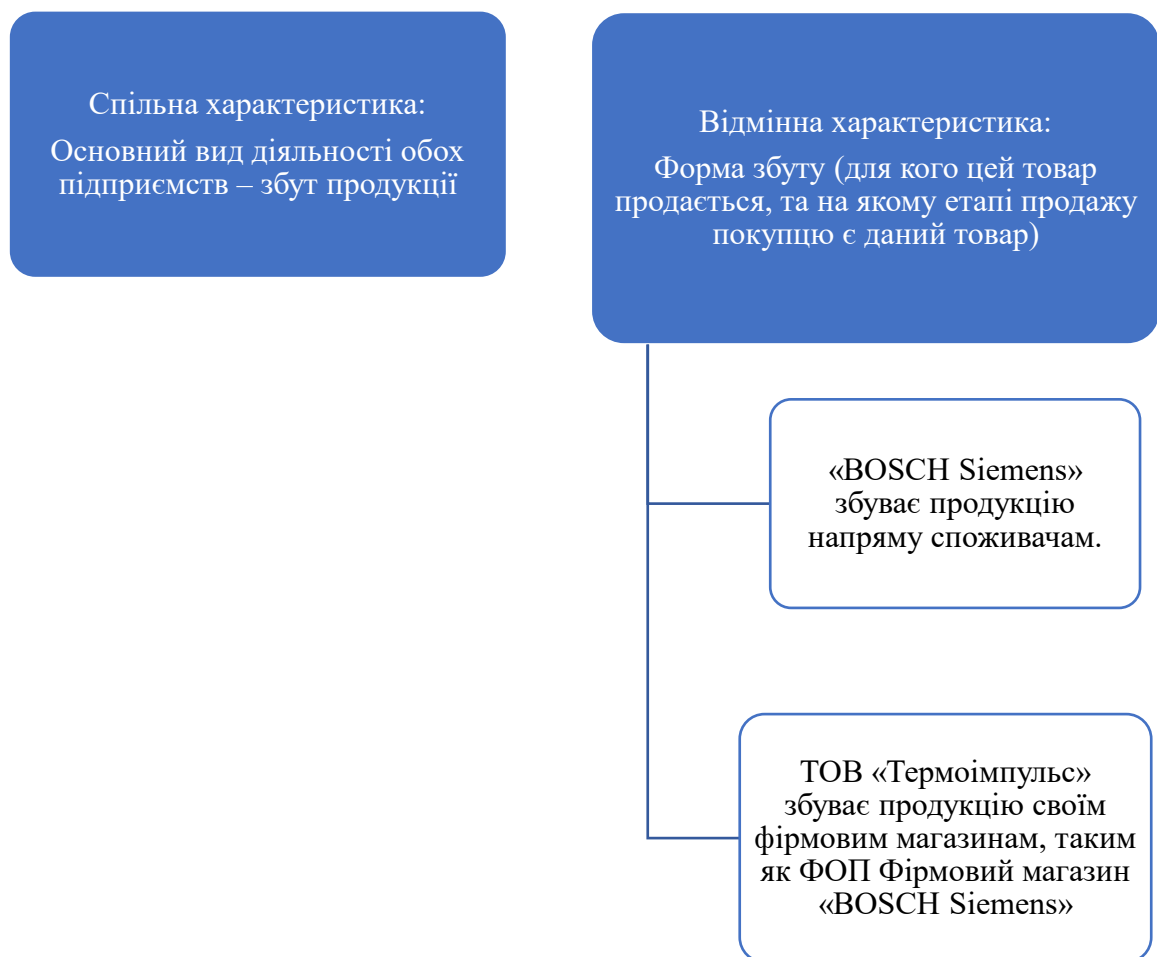 Спільна характеристика:
Основний вид діяльності обох
підприємств – збут продукції
Відмінна характеристика:
Форма збуту (для кого цей товар
продається, та на якому етапі продажу
покупцю є даний товар)
«BOSCH Siemens»
збуває продукцію
напряму споживачам.
ТОВ «Термоімпульс»
збуває продукцію своїм
фірмовим магазинам, таким
як ФОП Фірмовий магазин
«BOSCH Siemens»